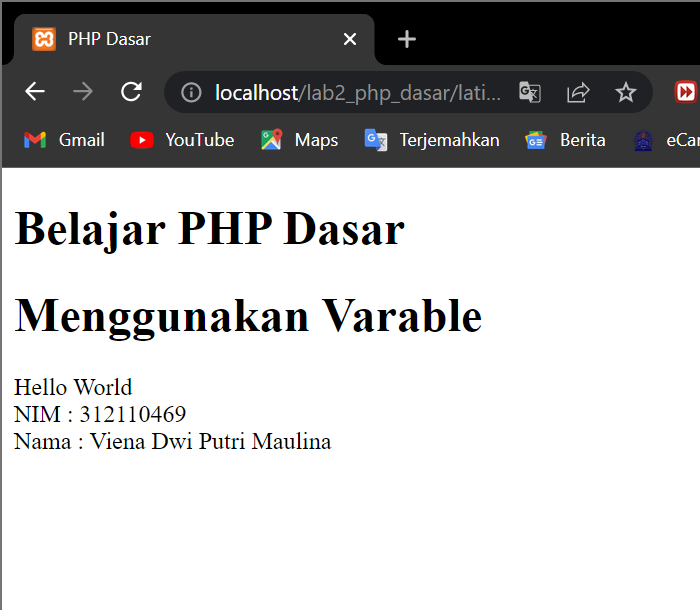 PHP Dasar
localhost/lab2_php_dasar/lati...
Gmail YouTube Maps Terjemahkan Berita eCar
Belajar PHP Dasar
Menggunakan Varable
Hello World
NIM : 312110469
Nama : Viena Dwi Putri Maulina